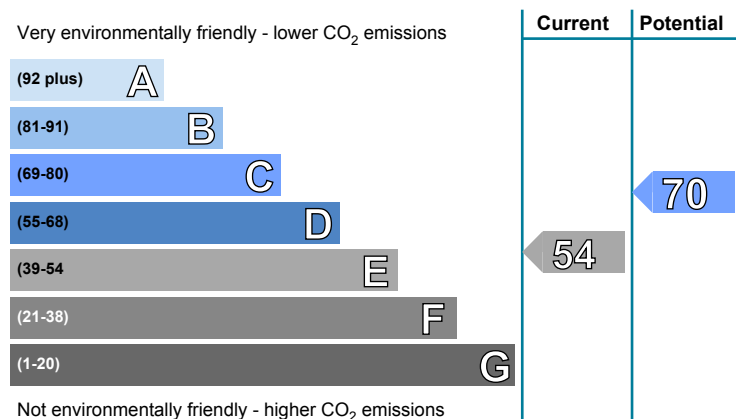 Current Potential
Very environmentally friendly - lower CO₂ emissions
(92 plus) A
(81-91) B
(69-80) C
70
(55-68) D
54
(39-54 E
(21-38) F
(1-20) G
Not environmentally friendly - higher CO₂ emissions